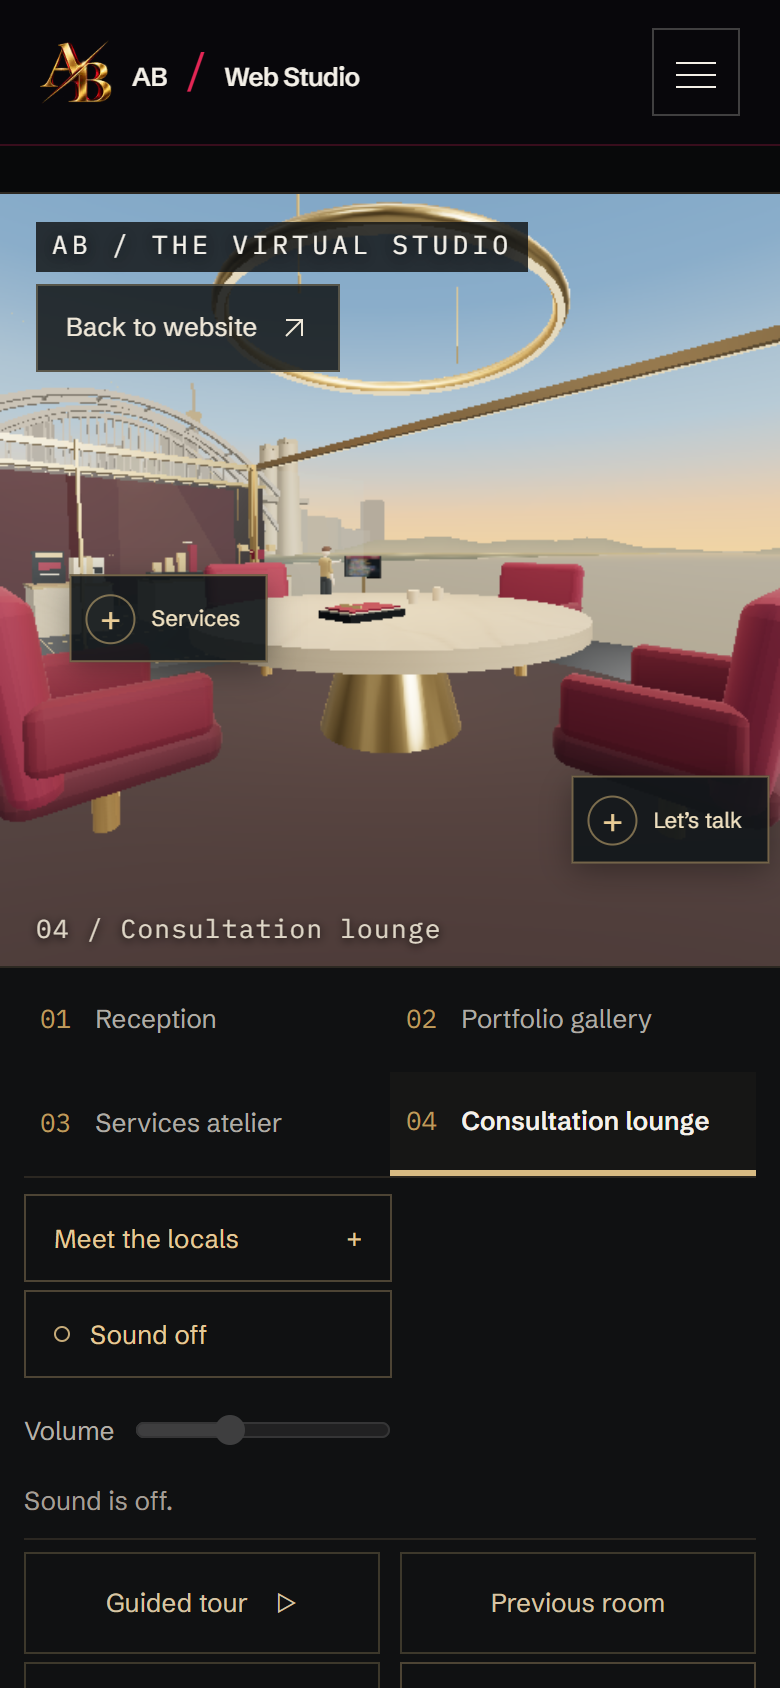 AB
AB / Web Studio
AB / THE VIRTUAL STUDIO
Back to website
Services
Let's talk
04 / Consultation lounge
01 Reception
02 Portfolio gallery
03 Services atelier
04 Consultation lounge
Meet the locals +
Sound off
Volume
Sound is off.
Guided tour
Previous room